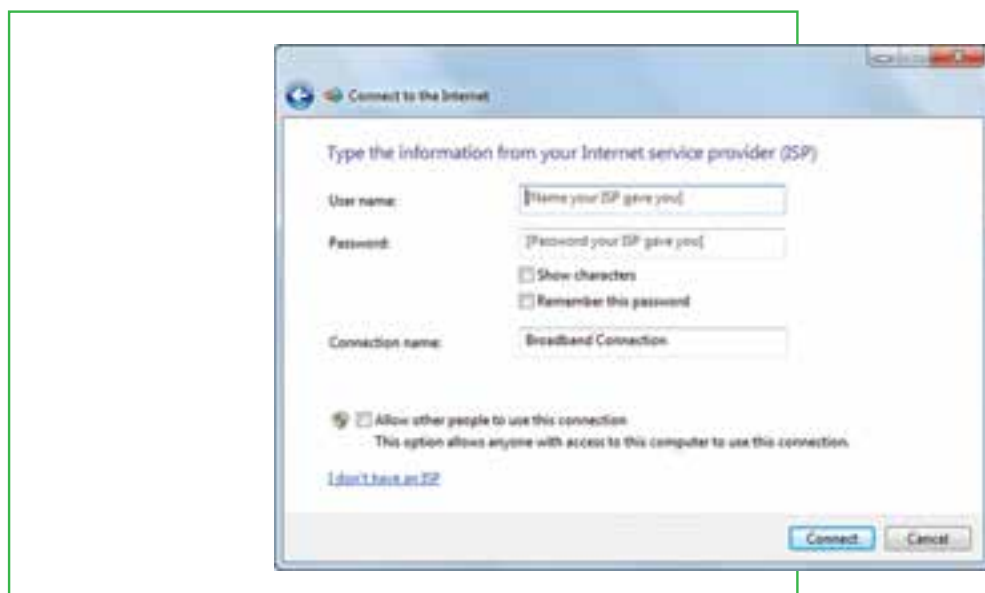 Connect to the Internet
Type the information from your Internet service provider (ISP)
User name: [Name your ISP gave you]
Password: [Password your ISP gave you]
Show characters
Remember this password
Connection name: Broadband Connection
Allow other people to use this connection
This option allows anyone with access to this computer to use this connection.
I don't have an ISP
Connect Cancel